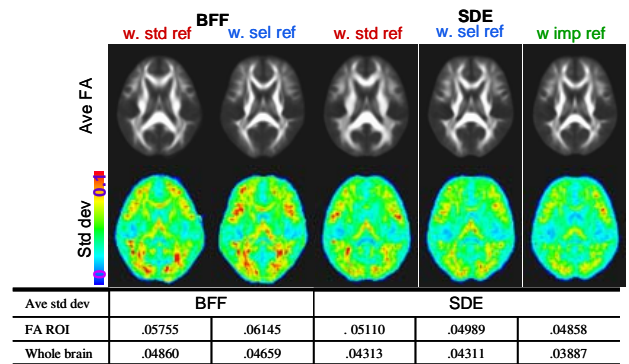 BFF SDE
w. std ref w. sel ref w. std ref w. sel ref w imp ref
Ave FA
Std dev
0.1
0
Ave std dev BFF SDE
FA ROI .05755 .06145 . 05110 .04989 .04858
Whole brain .04860 .04659 .04313 .04311 .03887